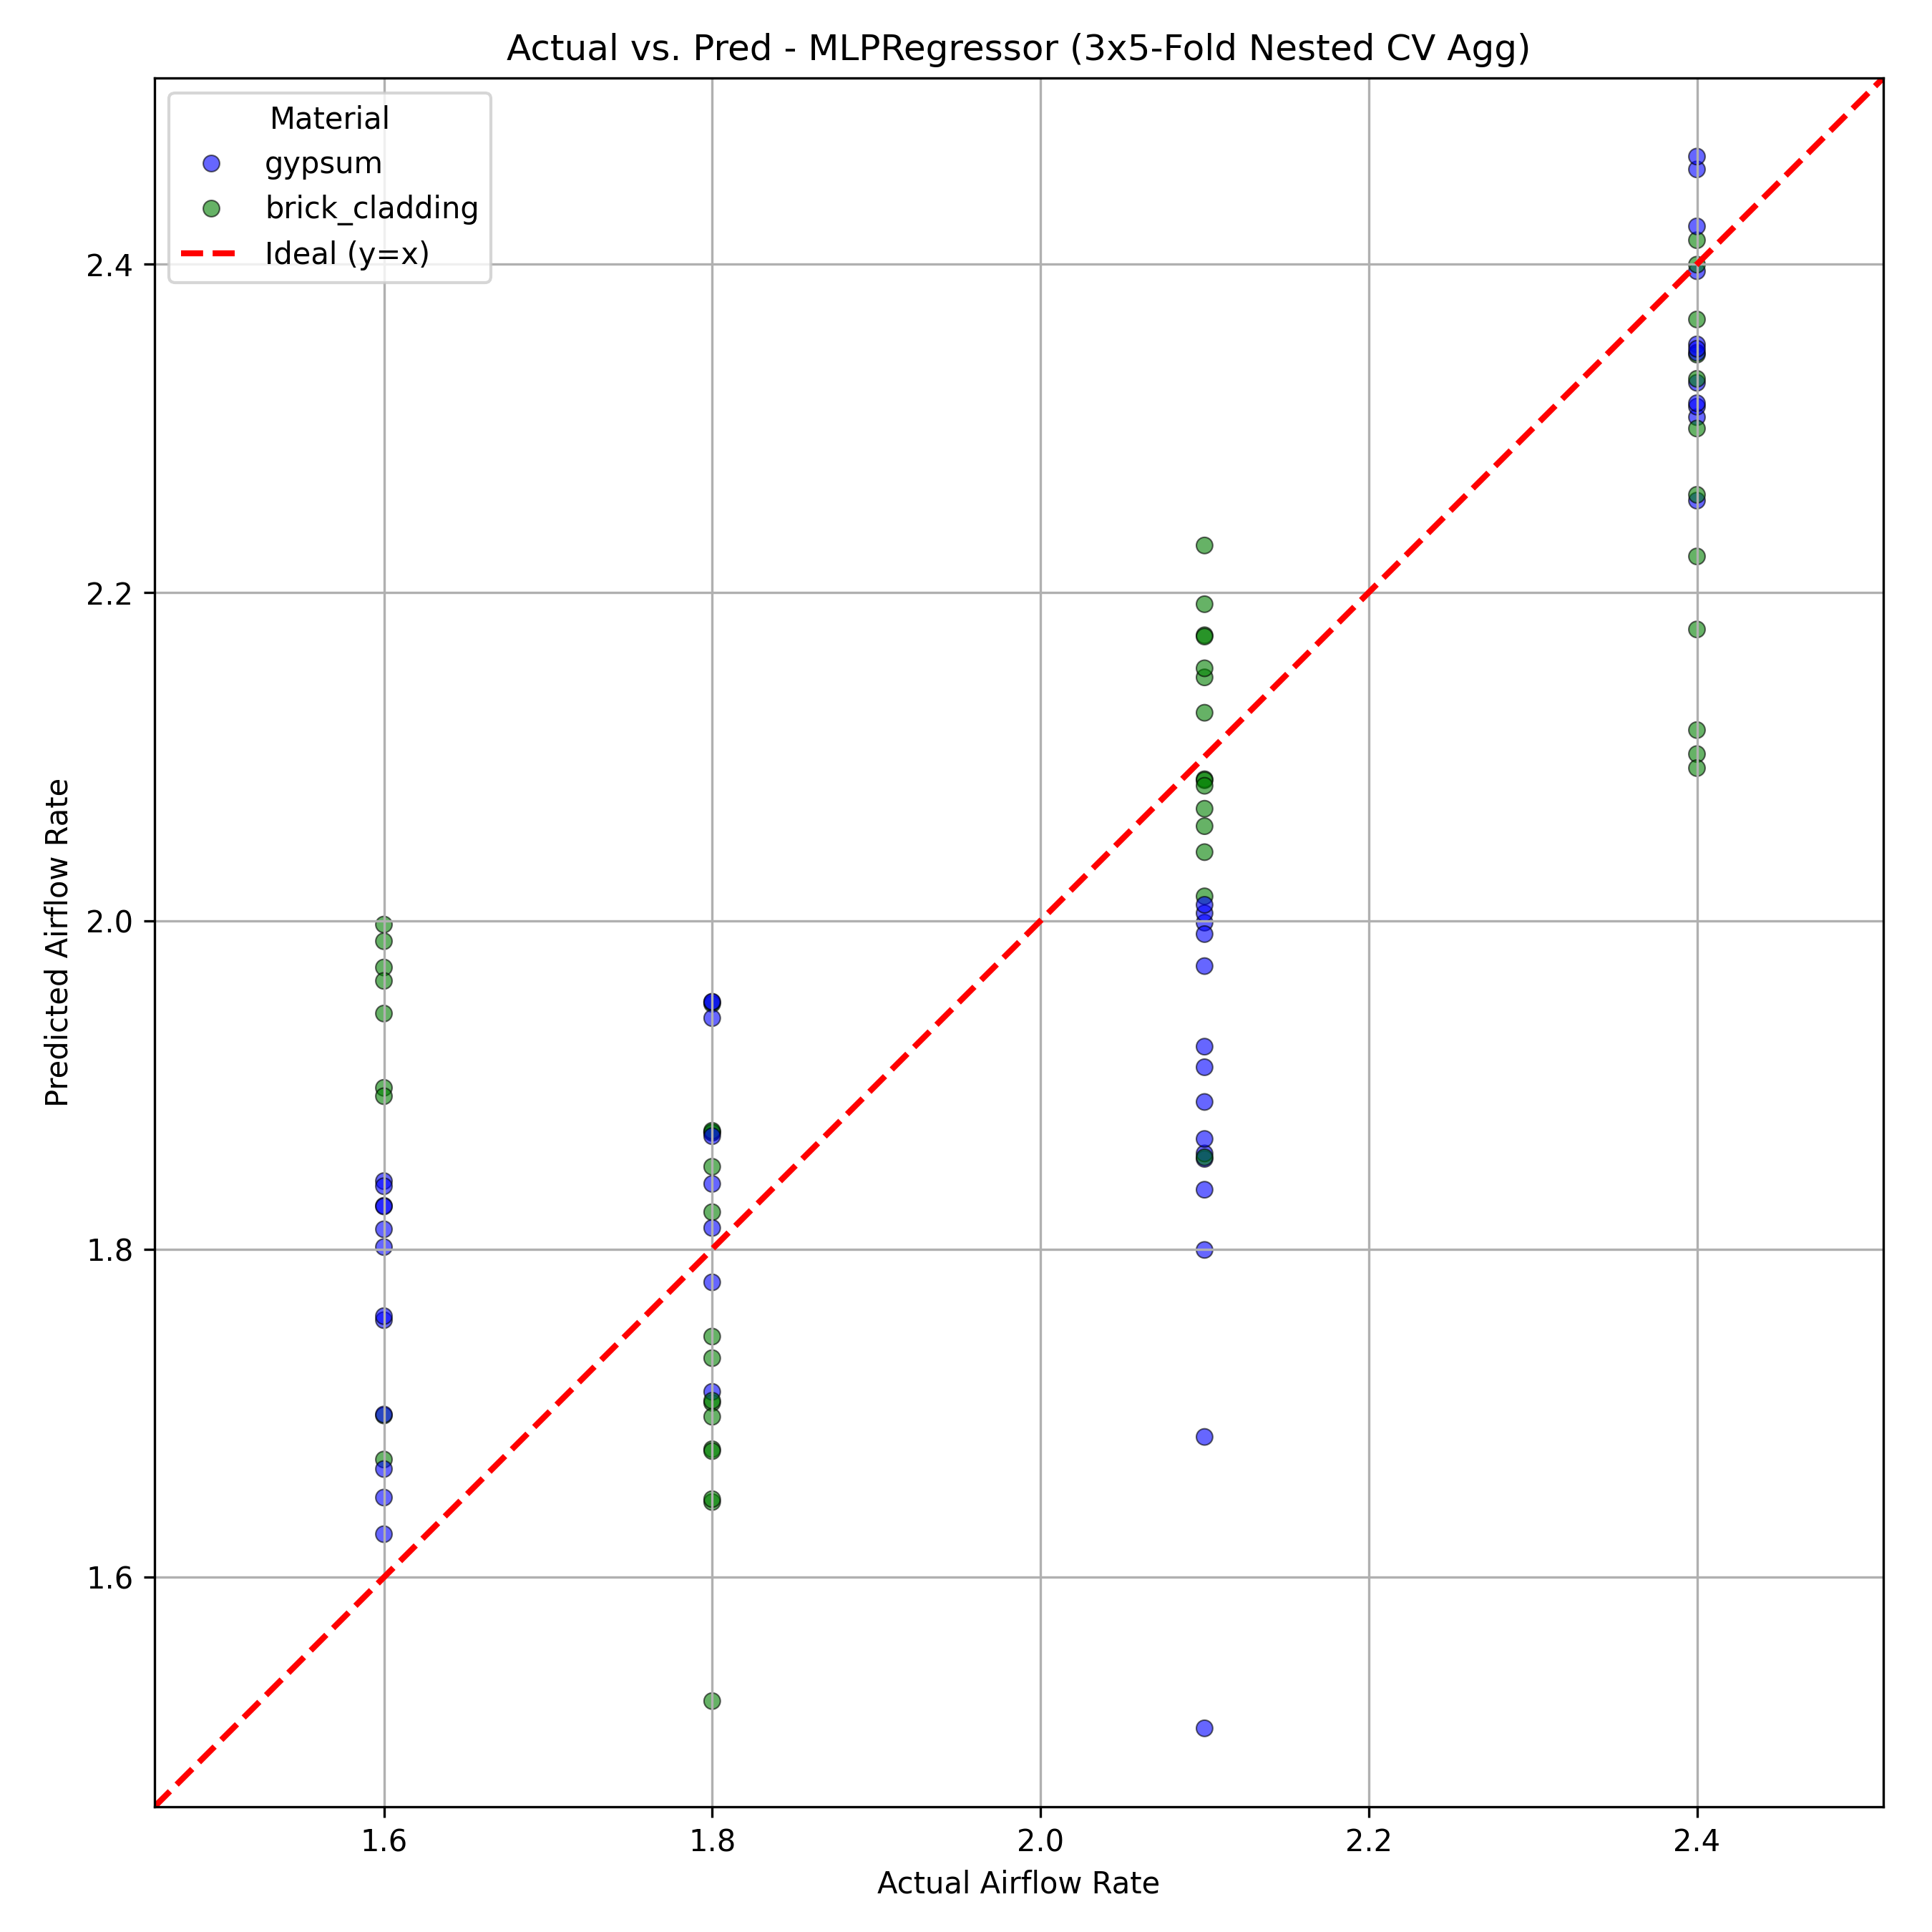 Actual vs. Pred - MLPRegressor (3x5-Fold Nested CV Agg)
Material
gypsum
brick_cladding
Ideal (y=x)
Predicted Airflow Rate
2.4
2.2
2.0
1.8
1.6
1.6 1.8 2.0 2.2 2.4
Actual Airflow Rate